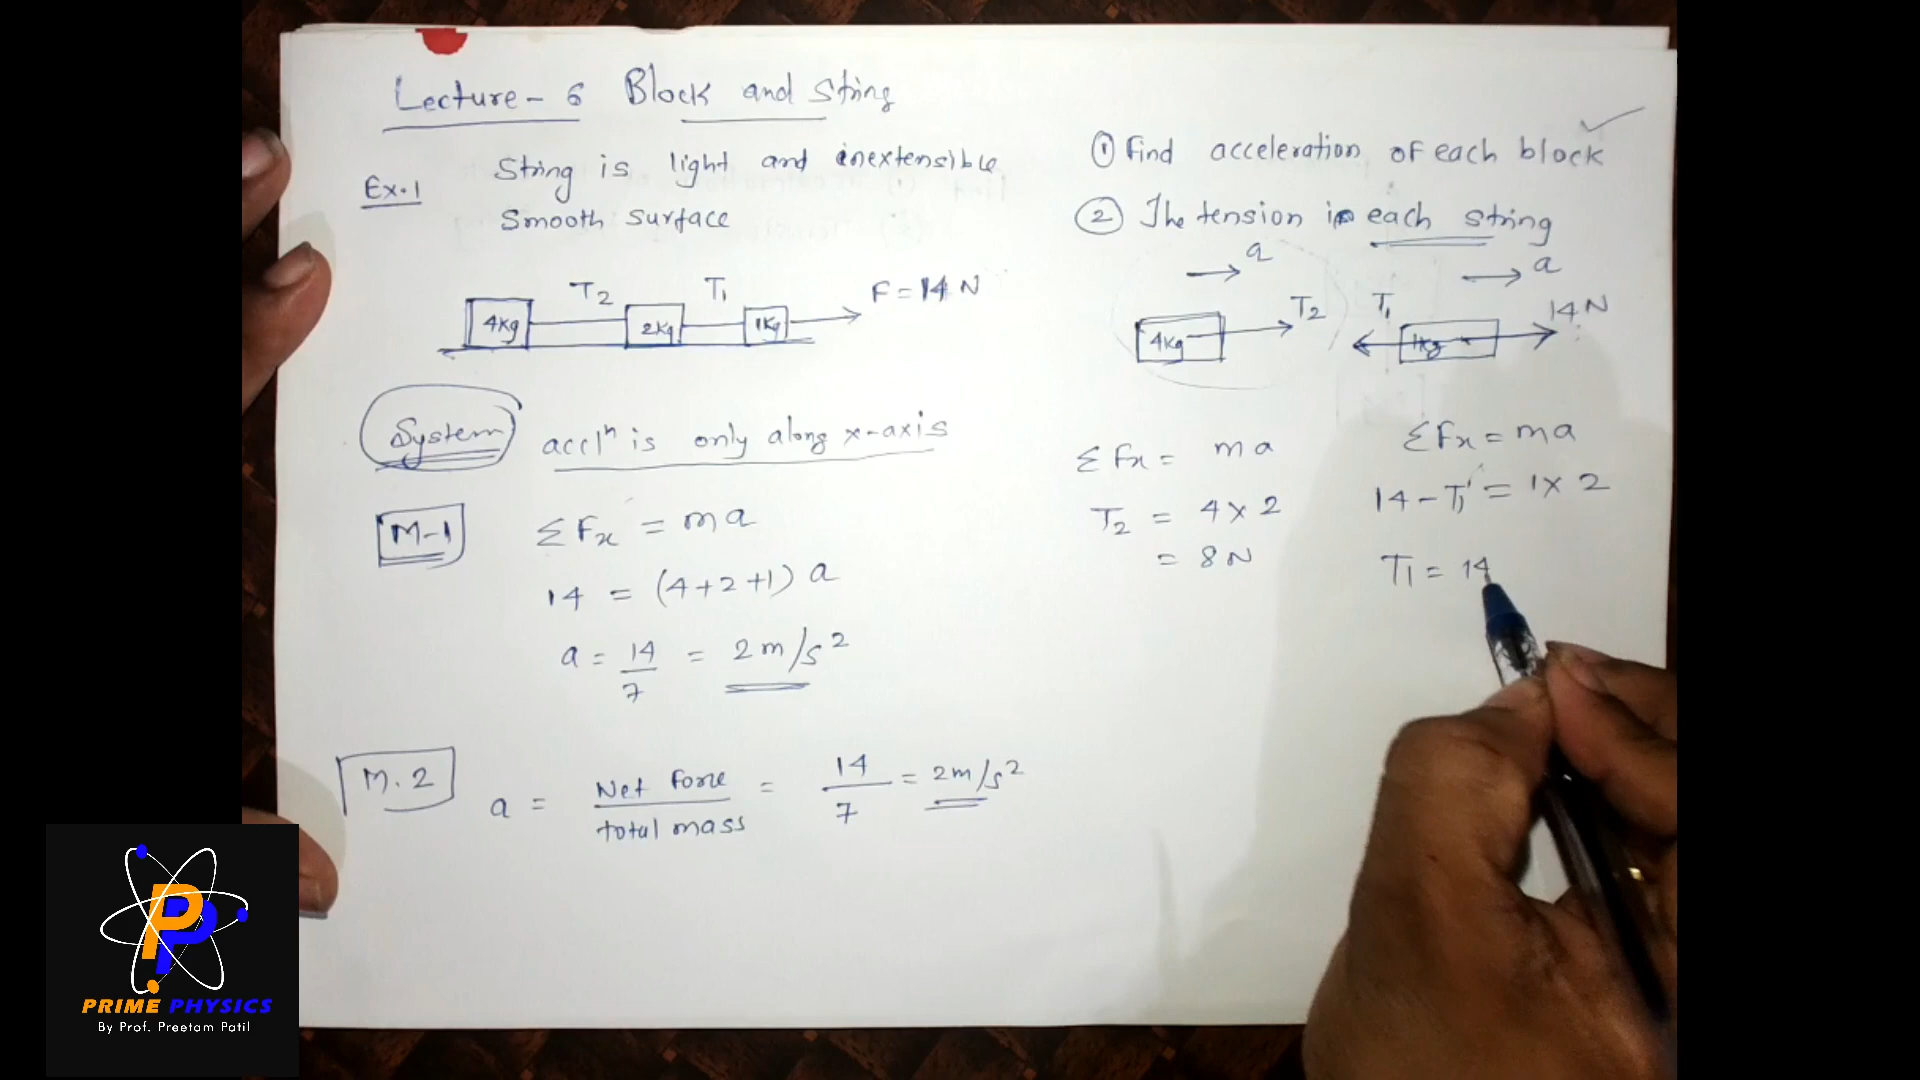 Lecture - 6 Block and String
Ex.1 String is light and inextensible
Smooth surface
T2 T1 F = 14 N
4kg 2kg 1kg
System accln is only along x-axis
M-1 ΣFx = ma
14 = (4+2+1) a
a = 14/7 = 2 m/s²
M.2 a = Net force / total mass = 14/7 = 2 m/s²
① Find acceleration of each block
② The tension in each string
a a
T2 T1 14 N
4kg 1kg
ΣFx = ma
T2 = 4 x 2
= 8 N
ΣFx = ma
14 - T1 = 1 x 2
T1 = 14
PRIME PHYSICS
By Prof. Preetam Patil